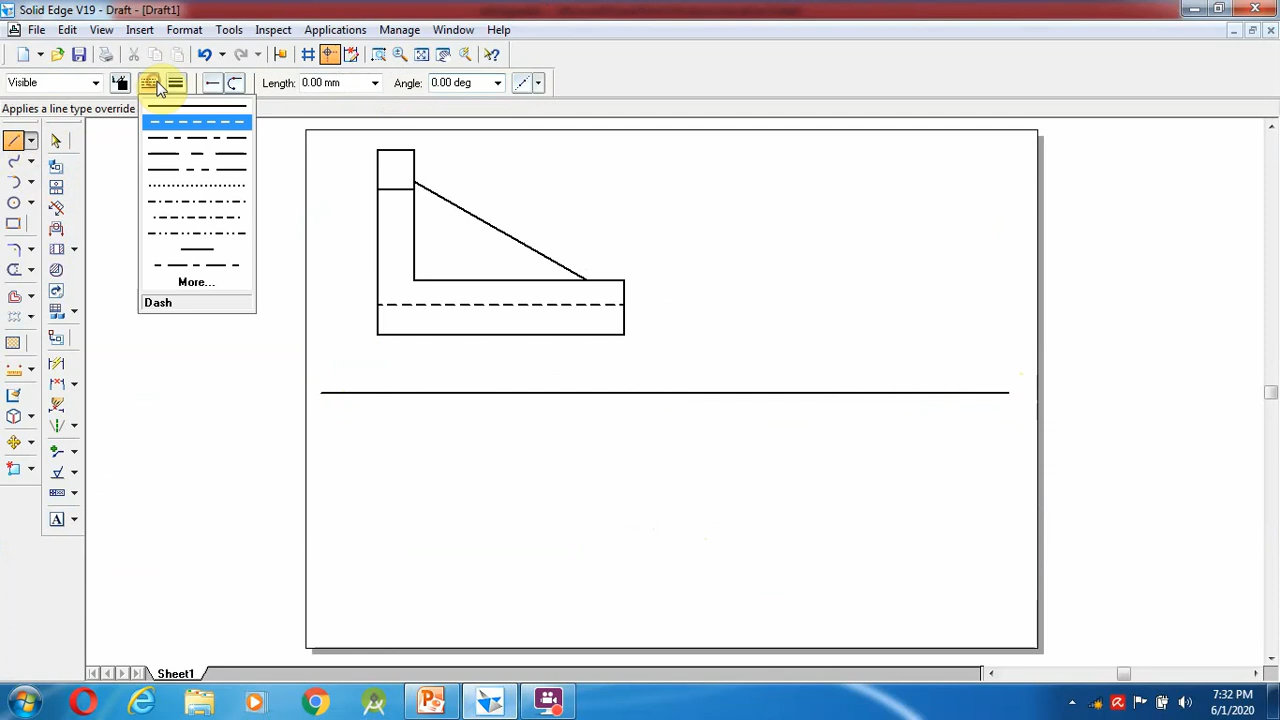 Solid Edge V19 - Draft - [Draft1]
File Edit View Insert Format Tools Inspect Applications Manage Window Help
Visible Length: 0.00 mm Angle: 0.00 deg
Applies a line type override
More...
Dash
A
Sheet1
7:32 PM
6/1/2020